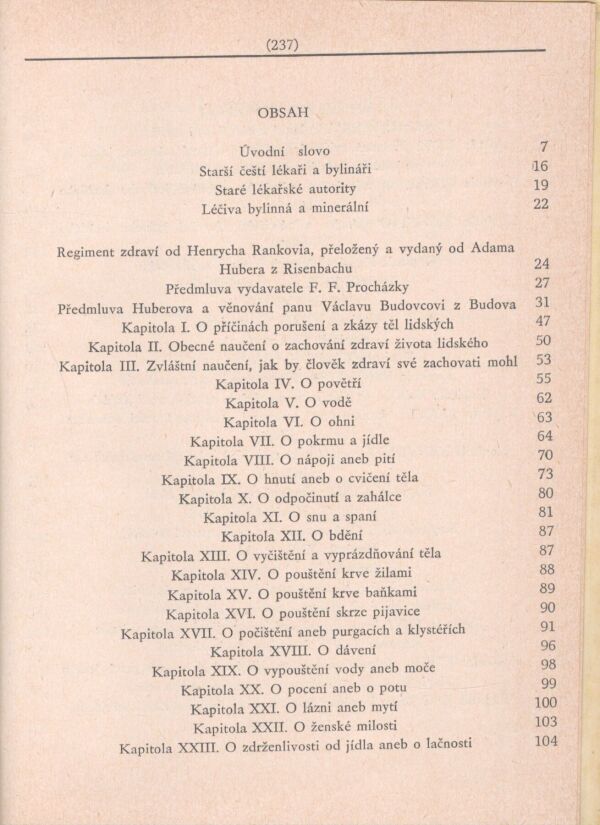 (237)
OBSAH
Úvodní slovo 7
Starší čeští lékaři a bylináři 16
Staré lékařské autority 19
Léčiva bylinná a minerální 22
Regiment zdraví od Henrycha Rankovia, přeložený a vydaný od Adama
Hubera z Risenbachu 24
Předmluva vydavatele F. F. Procházky 27
Předmluva Huberova a věnování panu Václavu Budovcovi z Budova 31
Kapitola I. O příčinách porušení a zkázy těl lidských 47
Kapitola II. Obecné naučení o zachování zdraví života lidského 50
Kapitola III. Zvláštní naučení, jak by člověk zdraví své zachovati mohl 53
Kapitola IV. O povětří 55
Kapitola V. O vodě 62
Kapitola VI. O ohni 63
Kapitola VII. O pokrmu a jídle 64
Kapitola VIII. O nápoji aneb pití 70
Kapitola IX. O hnutí aneb o cvičení těla 73
Kapitola X. O odpočinutí a zahálce 80
Kapitola XI. O snu a spaní 81
Kapitola XII. O bdění 87
Kapitola XIII. O vyčištění a vyprázdňování těla 87
Kapitola XIV. O pouštění krve žilami 88
Kapitola XV. O pouštění krve baňkami 89
Kapitola XVI. O pouštění skrze pijavice 90
Kapitola XVII. O počištění aneb purgacích a klystéřích 91
Kapitola XVIII. O dávení 96
Kapitola XIX. O vypouštění vody aneb moče 98
Kapitola XX. O pocení aneb o potu 99
Kapitola XXI. O lázni aneb mytí 100
Kapitola XXII. O ženské milosti 103
Kapitola XXIII. O zdrženlivosti od jídla aneb o lačnosti 104